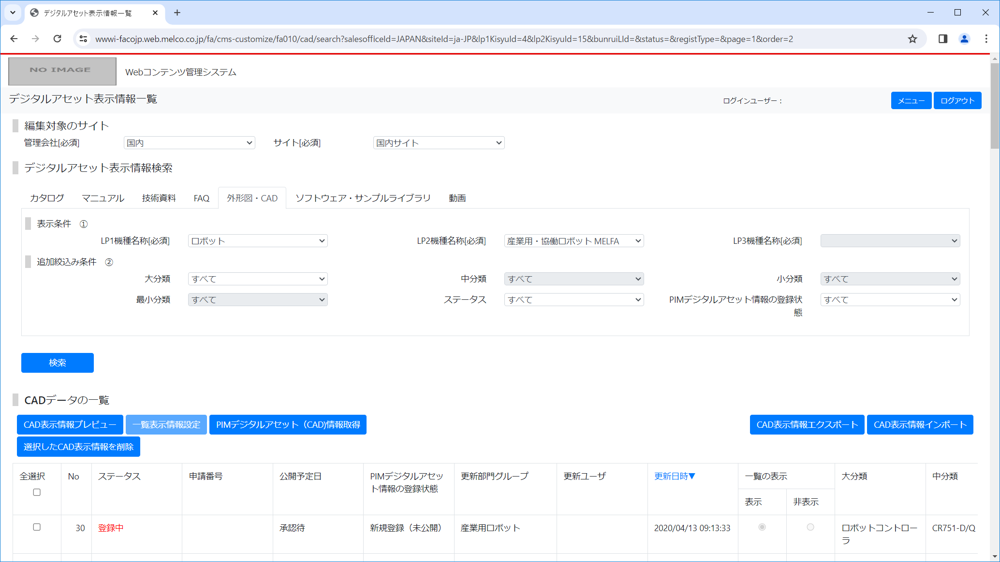 デジタルアセット表示情報一覧
wwwi-facojp.web.melco.co.jp/fa/cms-customize/fa010/cad/search?salesofficeId=JAPAN&siteId=ja-JP&lp1KisyuId=4&lp2KisyuId=15&bunruiLId=&status=&registType=&page=1&order=2
NO IMAGE Webコンテンツ管理システム
デジタルアセット表示情報一覧 ログインユーザー： メニュー ログアウト
編集対象のサイト
管理会社[必須] 国内 サイト[必須] 国内サイト
デジタルアセット表示情報検索
カタログ マニュアル 技術資料 FAQ 外形図・CAD ソフトウェア・サンプルライブラリ 動画
表示条件 ①
LP1機種名称[必須] ロボット LP2機種名称[必須] 産業用・協働ロボット MELFA LP3機種名称[必須]
追加絞込み条件 ②
大分類 すべて 中分類 すべて 小分類 すべて
最小分類 すべて ステータス すべて PIMデジタルアセット情報の登録状 すべて
態
検索
CADデータの一覧
CAD表示情報プレビュー 一覧表示情報設定 PIMデジタルアセット（CAD)情報取得 CAD表示情報エクスポート CAD表示情報インポート
選択したCAD表示情報を削除
全選択 No ステータス 申請番号 公開予定日 PIMデジタルアセッ 更新部門グループ 更新ユーザ 更新日時▼ 一覧の表示 大分類 中分類
ト情報の登録状態
表示 非表示
30 登録中 承認待 新規登録（未公開） 産業用ロボット 2020/04/13 09:13:33 ロボットコントロー CR751-D/Q
ラ